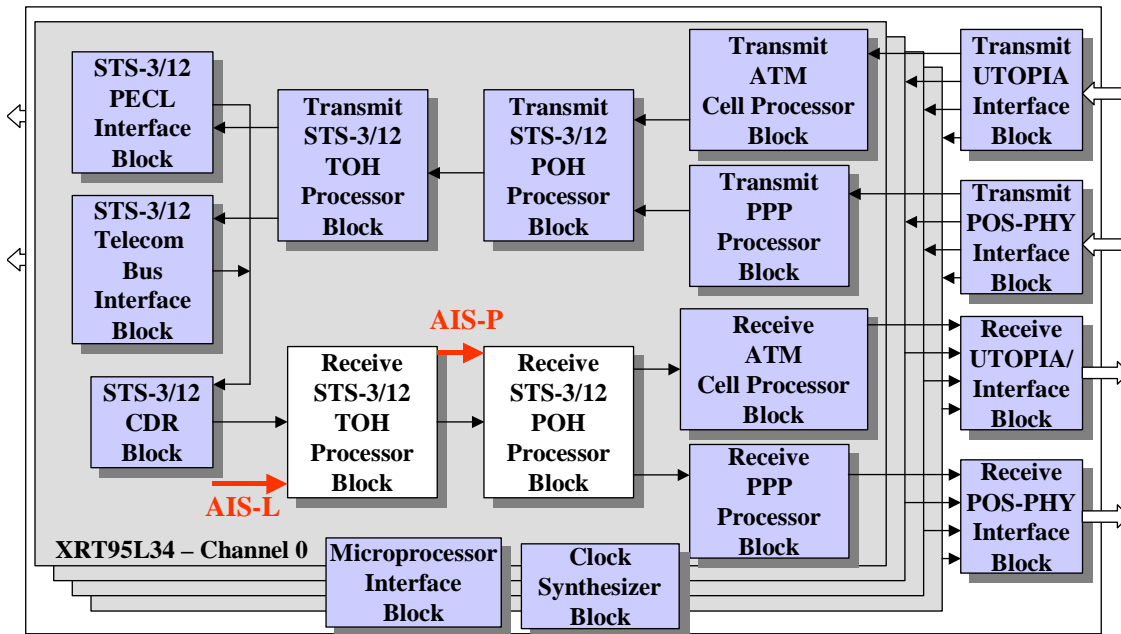 STS-3/12
PECL
Interface
Block
Transmit
STS-3/12
TOH
Processor
Block
Transmit
STS-3/12
POH
Processor
Block
Transmit
ATM
Cell Processor
Block
Transmit
UTOPIA
Interface
Block
STS-3/12
Telecom
Bus
Interface
Block
Transmit
PPP
Processor
Block
Transmit
POS-PHY
Interface
Block
AIS-P
STS-3/12
CDR
Block
Receive
STS-3/12
TOH
Processor
Block
Receive
STS-3/12
POH
Processor
Block
Receive
ATM
Cell Processor
Block
Receive
UTOPIA/
Interface
Block
AIS-L
Receive
PPP
Processor
Block
Receive
POS-PHY
Interface
Block
XRT95L34 – Channel 0
Microprocessor
Interface
Block
Clock
Synthesizer
Block